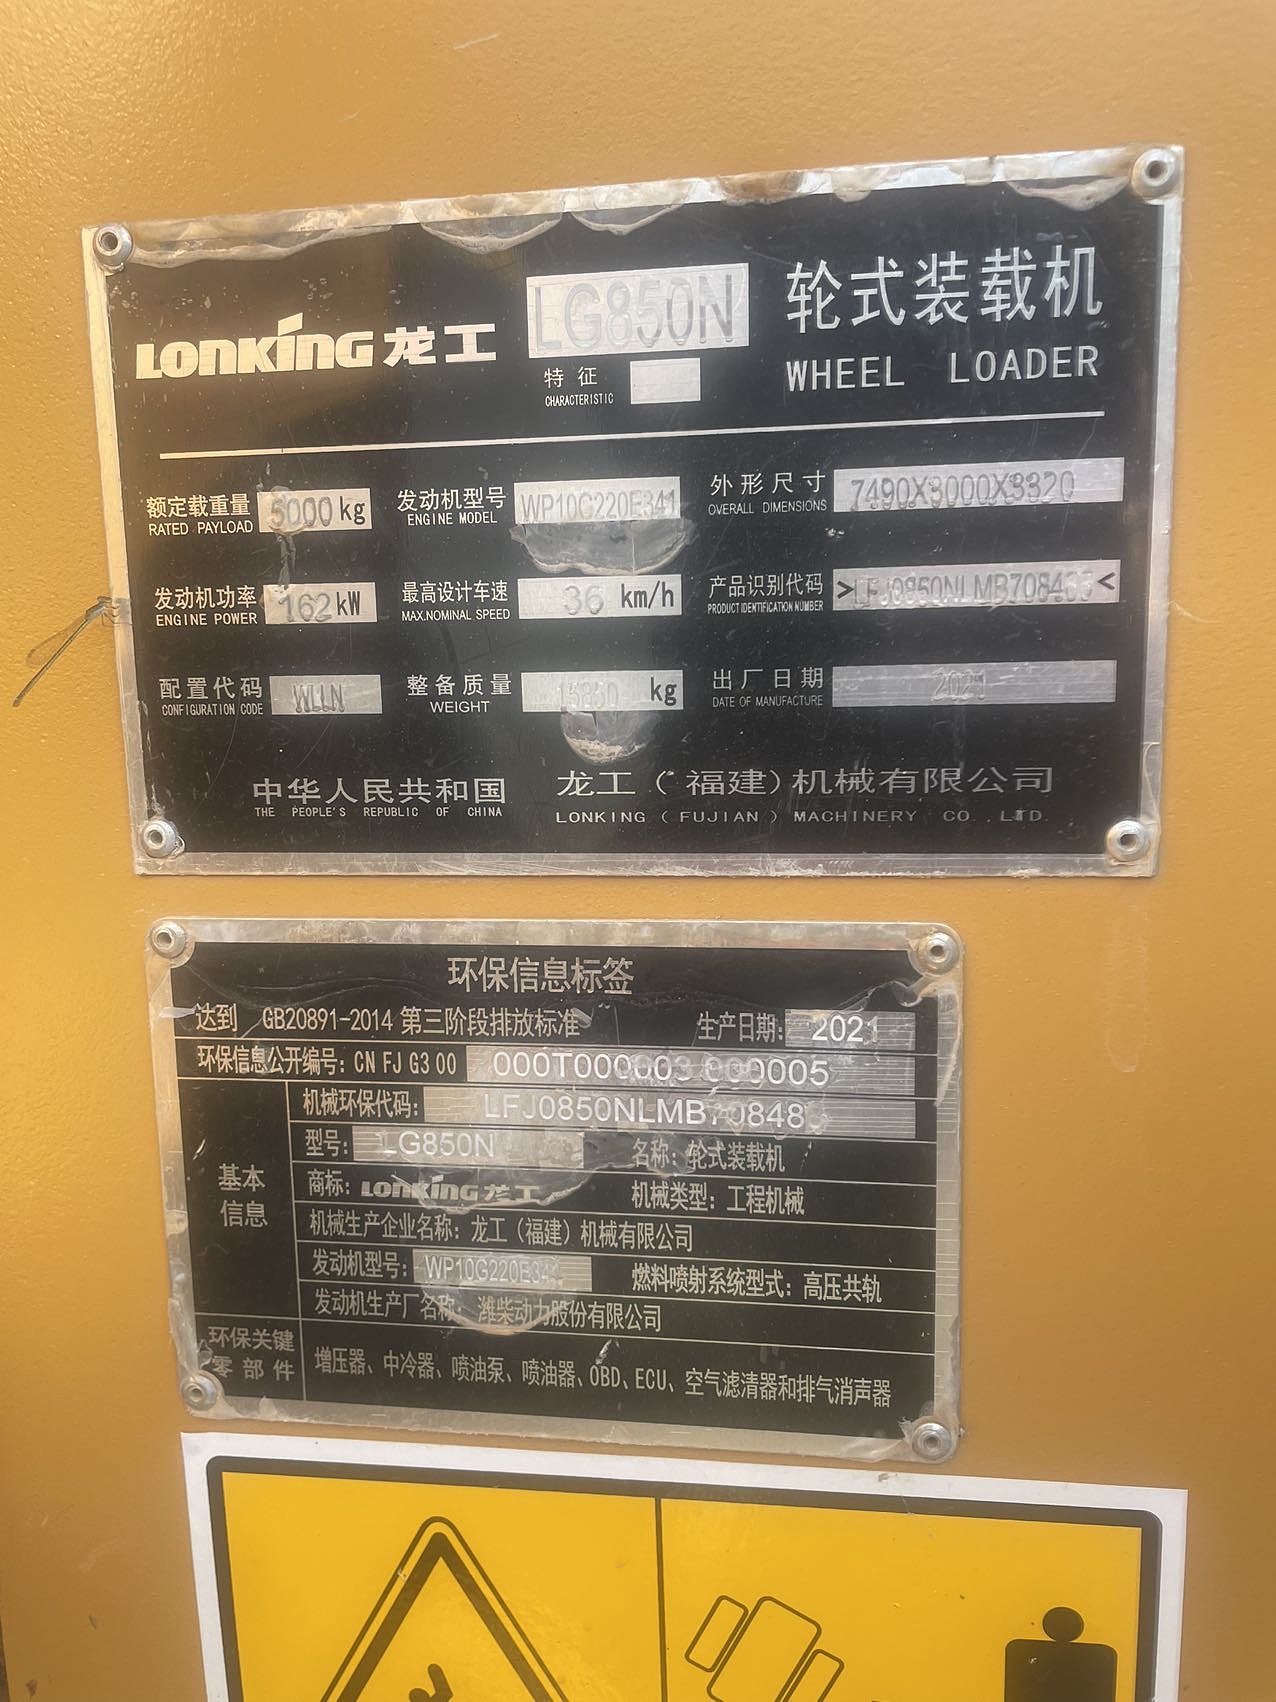 LONKING 龙工 LG850N 轮式装载机
特征
CHARACTERISTIC
WHEEL LOADER
额定载重量 5000 kg 发动机型号 WP10G220E341 外形尺寸 7490X3000X3320
RATED PAYLOAD ENGINE MODEL OVERALL DIMENSIONS
发动机功率 162 kW 最高设计车速 36 km/h 产品识别代码
ENGINE POWER MAX.NOMINAL SPEED PRODUCT IDENTIFICATION NUMBER
配置代码 WLLN 整备质量 kg 出厂日期 2021
CONFIGURATION CODE WEIGHT DATE OF MANUFACTURE
中华人民共和国 龙工(福建)机械有限公司
THE PEOPLE'S REPUBLIC OF CHINA LONKING ( FUJIAN ) MACHINERY CO.,LTD.
环保信息标签
达到 GB20891-2014 第三阶段排放标准 生产日期: 2021
环保信息公开编号: CN FJ G3 00
机械环保代码:
型号: LG850N 名称: 轮式装载机
基本
信息
商标: LONKING 龙工 机械类型: 工程机械
机械生产企业名称: 龙工(福建)机械有限公司
发动机型号: WP10G220E341 燃料喷射系统型式: 高压共轨
发动机生产厂名称: 潍柴动力股份有限公司
环保关键
零部件
增压器、中冷器、喷油泵、喷油器、OBD、ECU、空气滤清器和排气消声器